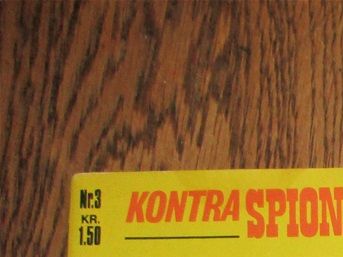 Nr.3
KR.
1.50
KONTRA SPION